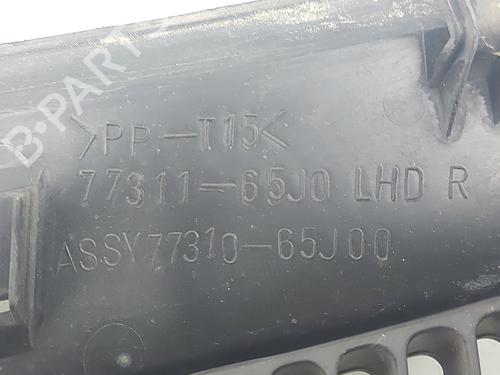 >PP-T15<
77311-65J0 LHD R
ASSY77310-65J00
B-PARTS